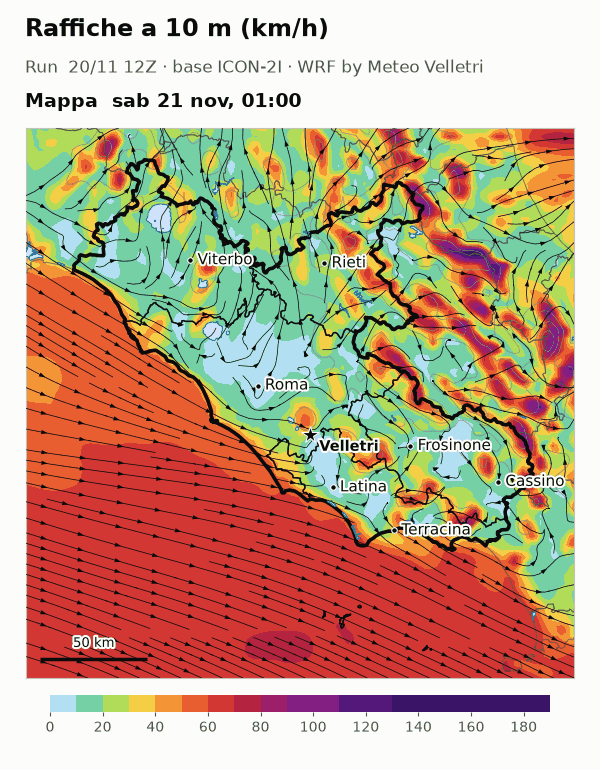 Raffiche a 10 m (km/h)
Run  20/11 12Z · base ICON-2I · WRF by Meteo Velletri
Mappa  sab 21 nov, 01:00
Viterbo
Rieti
Roma
Velletri
Frosinone
Cassino
Latina
Terracina
50 km
0 20 40 60 80 100 120 140 160 180